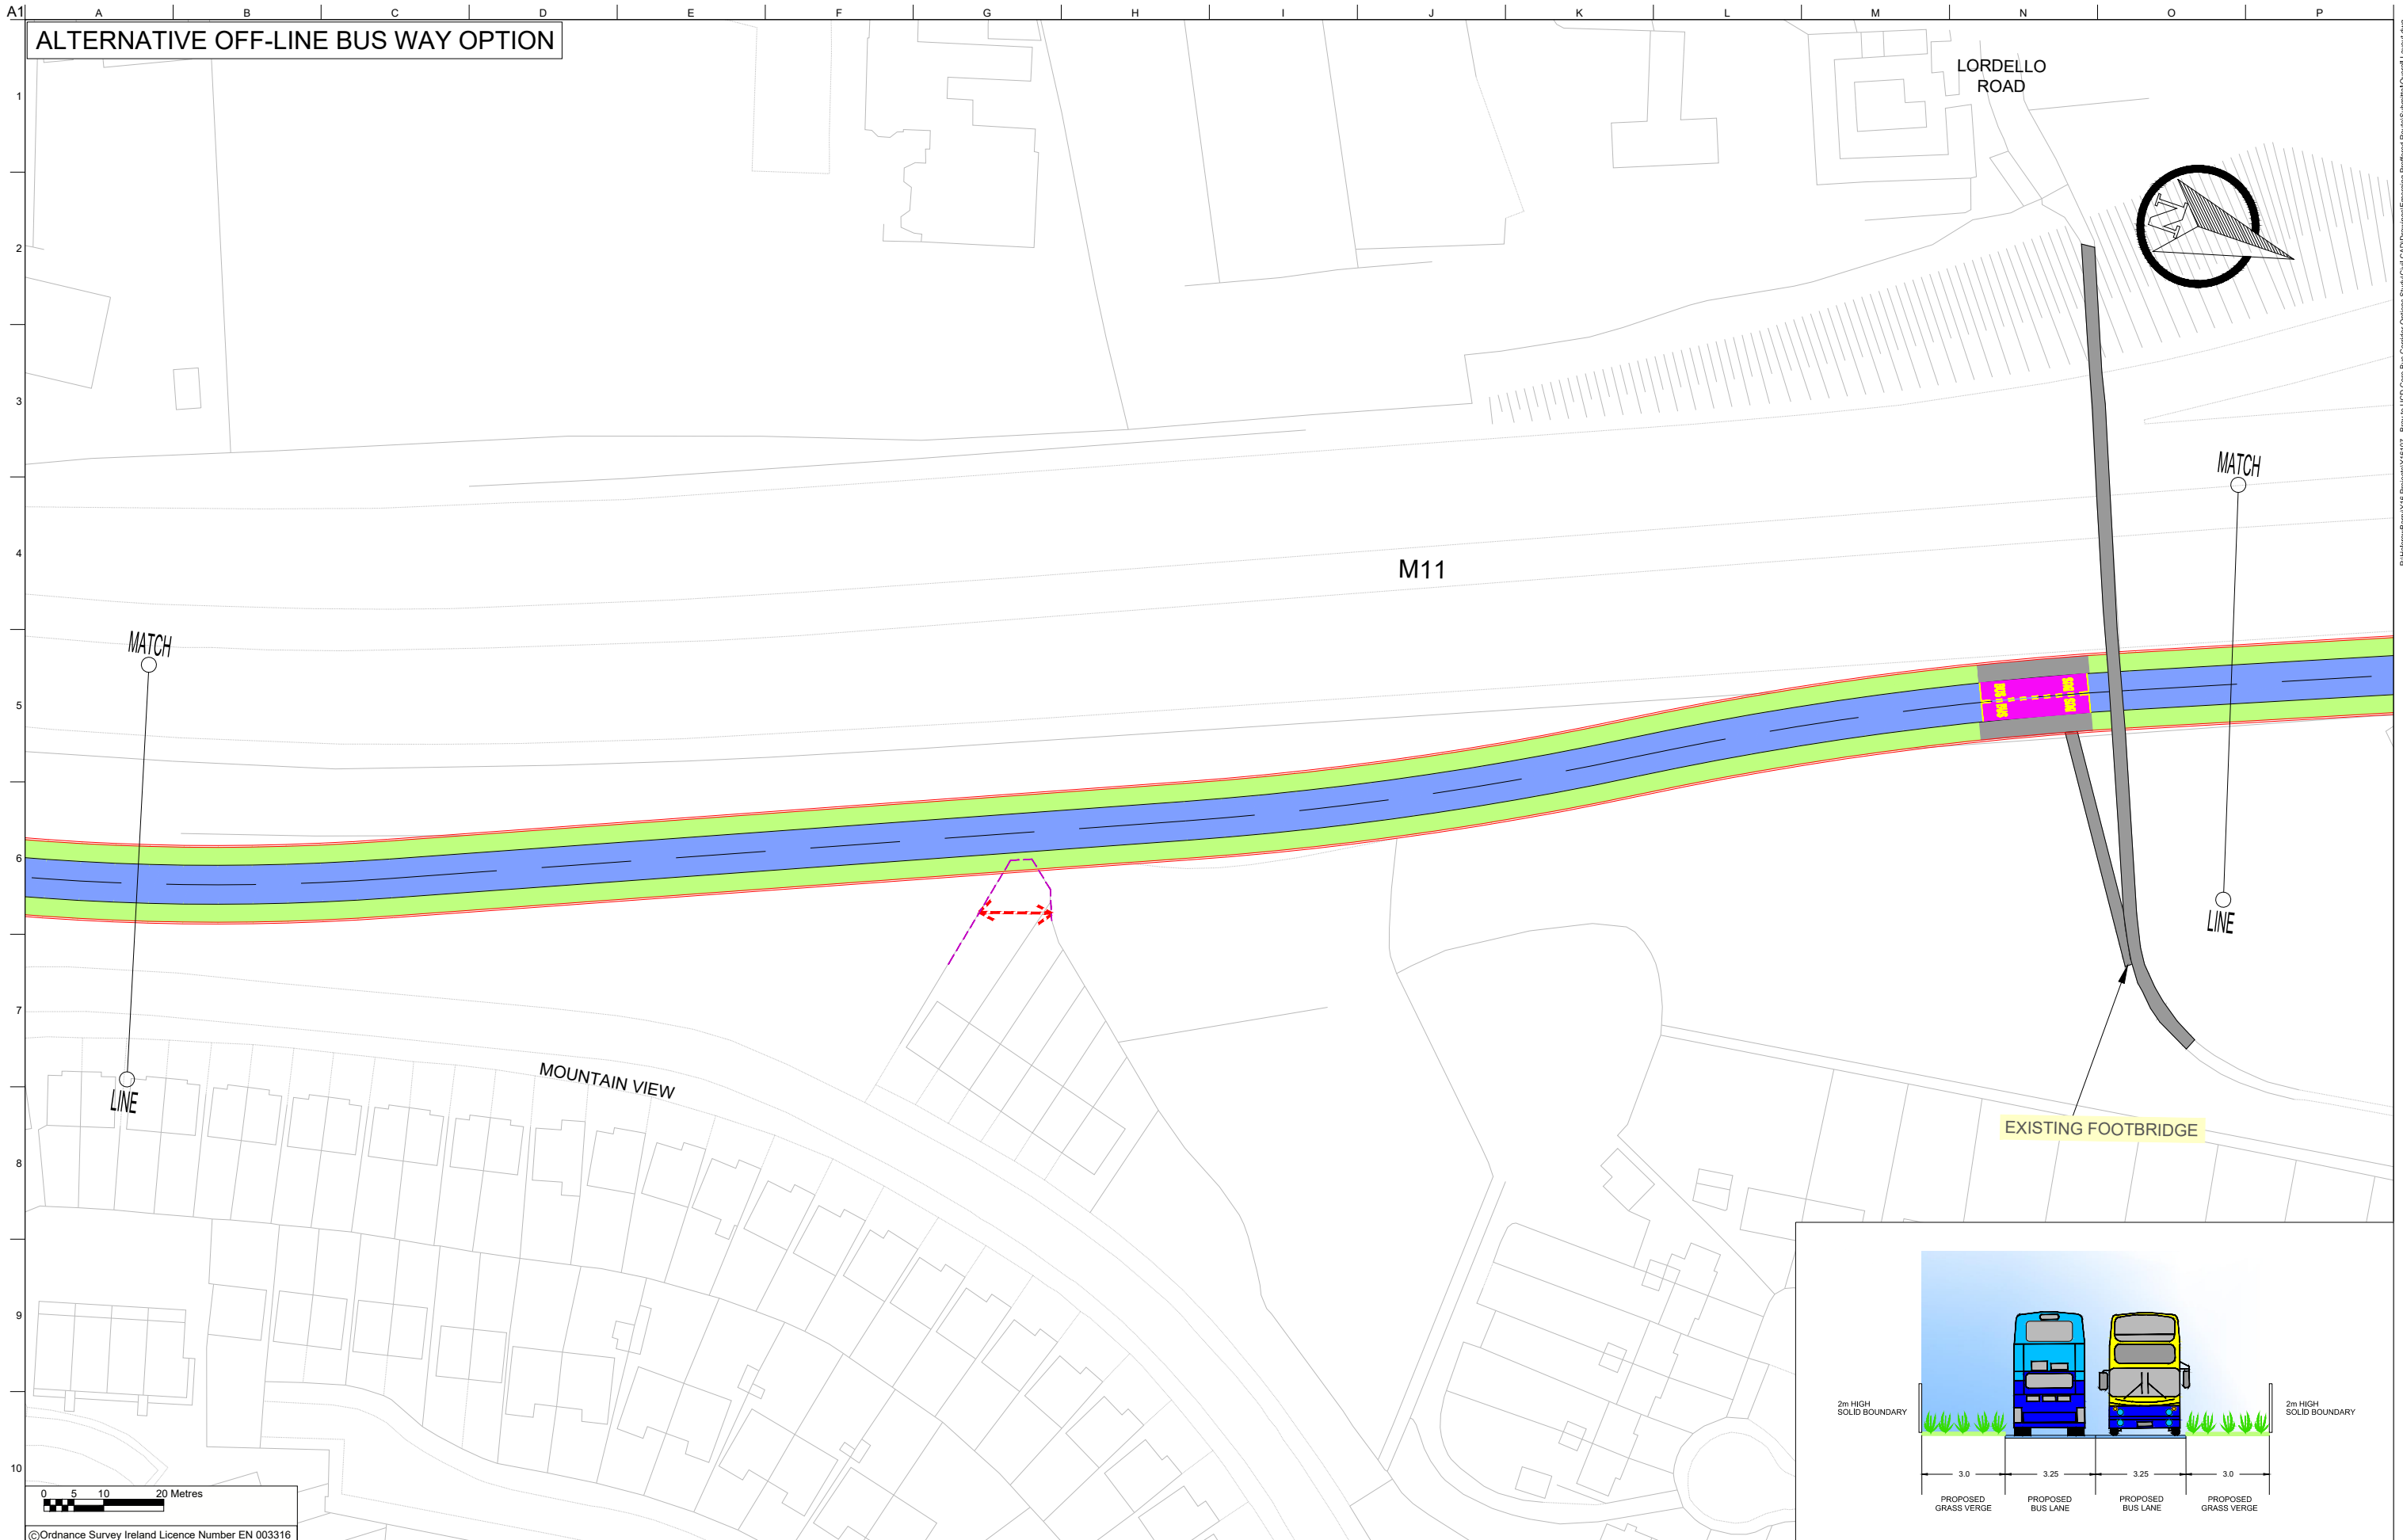 A1
A B C D E F G H I J K L M N O P
ALTERNATIVE OFF-LINE BUS WAY OPTION
1
2
3
4
5
6
7
8
9
10
LORDELLO
ROAD
N
M11
MATCH
LINE
MATCH
LINE
MOUNTAIN VIEW
EXISTING FOOTBRIDGE
2m HIGH
SOLID BOUNDARY
2m HIGH
SOLID BOUNDARY
3.0 3.25 3.25 3.0
PROPOSED
GRASS VERGE
PROPOSED
BUS LANE
PROPOSED
BUS LANE
PROPOSED
GRASS VERGE
0 5 10 20 Metres
©Ordnance Survey Ireland Licence Number EN 003316